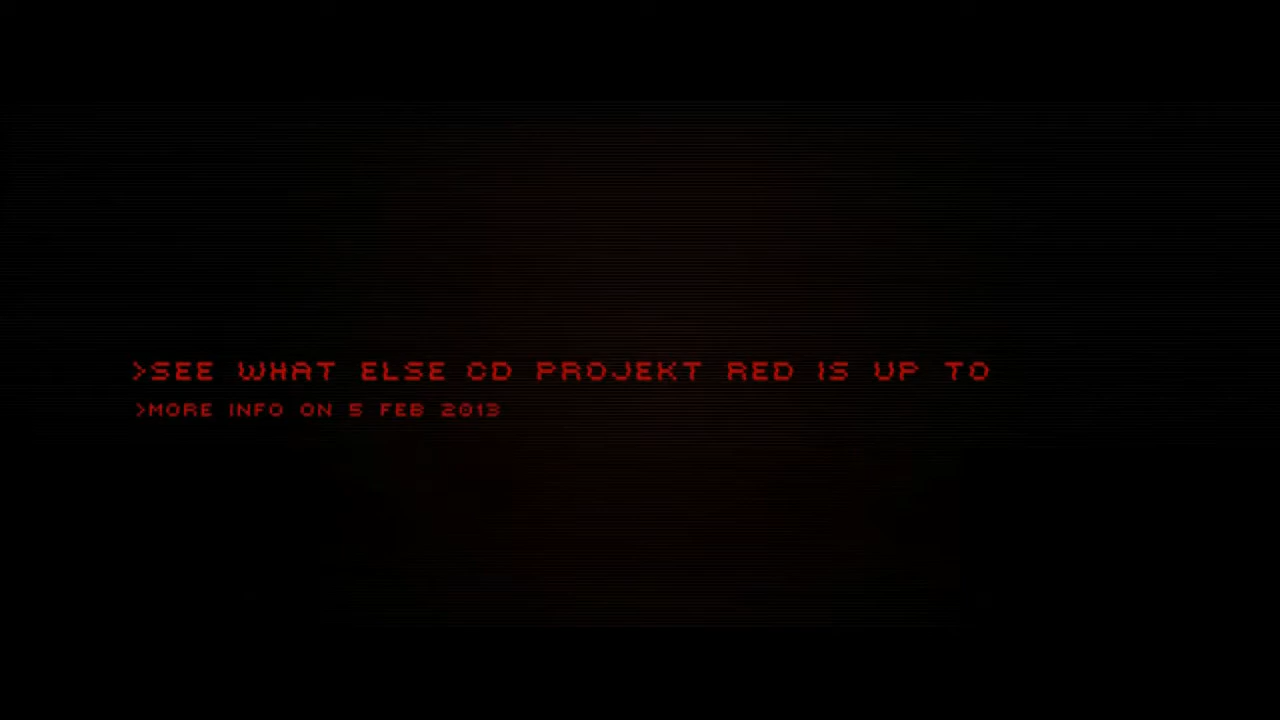 >SEE WHAT ELSE CD PROJEKT RED IS UP TO
>MORE INFO ON 5 FEB 2013